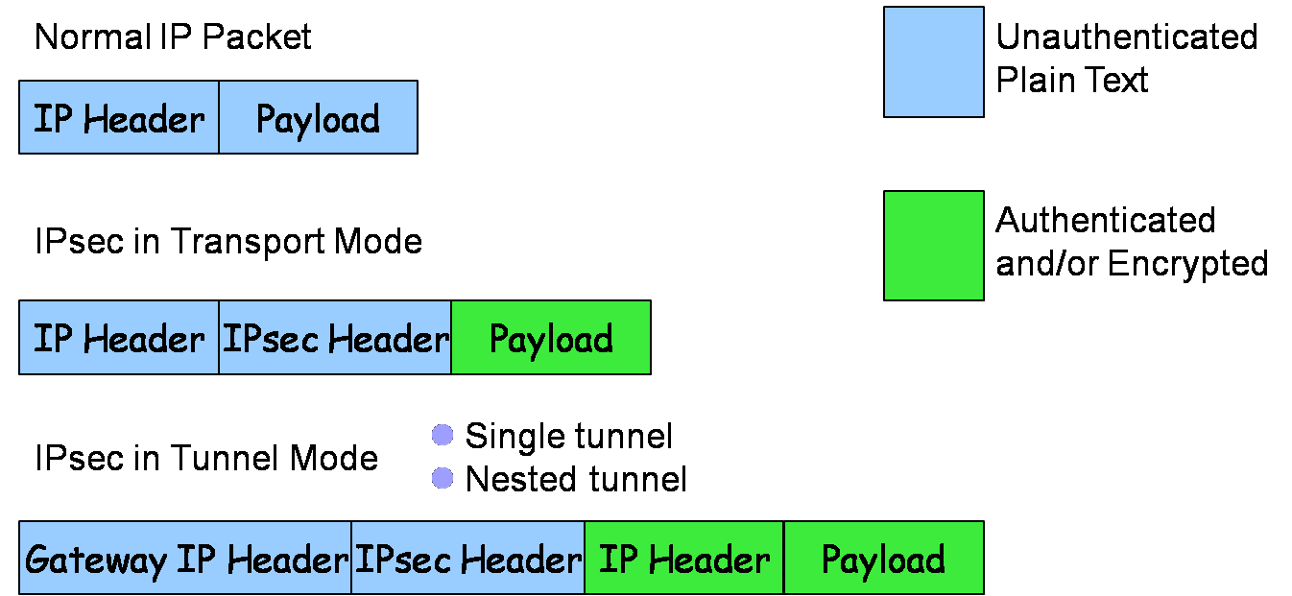 Normal IP Packet
IP Header Payload
Unauthenticated
Plain Text
IPsec in Transport Mode
IP Header IPsec Header Payload
Authenticated
and/or Encrypted
IPsec in Tunnel Mode
Single tunnel
Nested tunnel
Gateway IP Header IPsec Header IP Header Payload